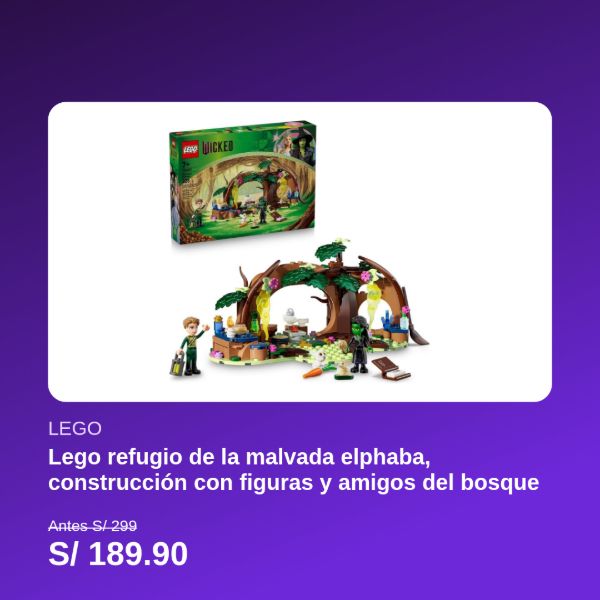 LEGO
WICKED
7+
LEGO
Lego refugio de la malvada elphaba,
construcción con figuras y amigos del bosque
Antes S/ 299
S/ 189.90